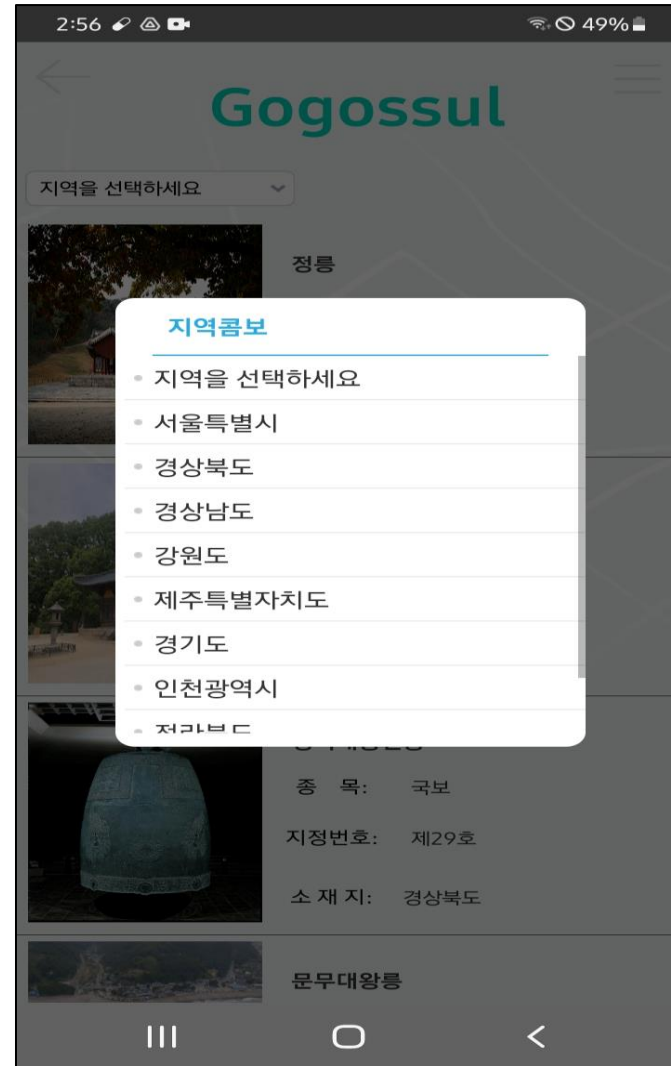 2:56
49%
Gogossul
지역을 선택하세요
정릉
지역콤보
지역을 선택하세요
서울특별시
경상북도
경상남도
강원도
제주특별자치도
경기도
인천광역시
전라북도
종 목: 국보
지정번호: 제29호
소 재 지: 경상북도
문무대왕릉